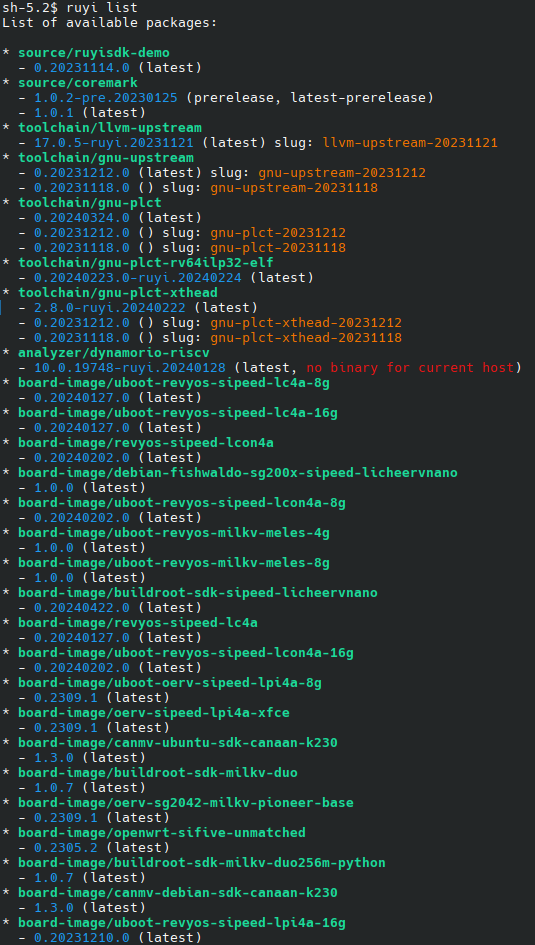 sh-5.2$ ruyi list
List of available packages:
* source/ruyisdk-demo
- 0.20231114.0 (latest)
* source/coremark
- 1.0.2-pre.20230125 (prerelease, latest-prerelease)
- 1.0.1 (latest)
* toolchain/llvm-upstream
- 17.0.5-ruyi.20231121 (latest) slug: llvm-upstream-20231121
* toolchain/gnu-upstream
- 0.20231212.0 (latest) slug: gnu-upstream-20231212
- 0.20231118.0 () slug: gnu-upstream-20231118
* toolchain/gnu-plct
- 0.20240324.0 (latest)
- 0.20231212.0 () slug: gnu-plct-20231212
- 0.20231118.0 () slug: gnu-plct-20231118
* toolchain/gnu-plct-rv64ilp32-elf
- 0.20240223.0-ruyi.20240224 (latest)
* toolchain/gnu-plct-xthead
- 2.8.0-ruyi.20240222 (latest)
- 0.20231212.0 () slug: gnu-plct-xthead-20231212
- 0.20231118.0 () slug: gnu-plct-xthead-20231118
* analyzer/dynamorio-riscv
- 10.0.19748-ruyi.20240128 (latest, no binary for current host)
* board-image/uboot-revyos-sipeed-lc4a-8g
- 0.20240127.0 (latest)
* board-image/uboot-revyos-sipeed-lc4a-16g
- 0.20240127.0 (latest)
* board-image/revyos-sipeed-lcon4a
- 0.20240202.0 (latest)
* board-image/debian-fishwaldo-sg200x-sipeed-licheervnano
- 1.0.0 (latest)
* board-image/uboot-revyos-sipeed-lcon4a-8g
- 0.20240202.0 (latest)
* board-image/uboot-revyos-milkv-meles-4g
- 1.0.0 (latest)
* board-image/uboot-revyos-milkv-meles-8g
- 1.0.0 (latest)
* board-image/buildroot-sdk-sipeed-licheervnano
- 0.20240422.0 (latest)
* board-image/revyos-sipeed-lc4a
- 0.20240127.0 (latest)
* board-image/uboot-revyos-sipeed-lcon4a-16g
- 0.20240202.0 (latest)
* board-image/uboot-oerv-sipeed-lpi4a-8g
- 0.2309.1 (latest)
* board-image/oerv-sipeed-lpi4a-xfce
- 0.2309.1 (latest)
* board-image/canmv-ubuntu-sdk-canaan-k230
- 1.3.0 (latest)
* board-image/buildroot-sdk-milkv-duo
- 1.0.7 (latest)
* board-image/oerv-sg2042-milkv-pioneer-base
- 0.2309.1 (latest)
* board-image/openwrt-sifive-unmatched
- 0.2305.2 (latest)
* board-image/buildroot-sdk-milkv-duo256m-python
- 1.0.7 (latest)
* board-image/canmv-debian-sdk-canaan-k230
- 1.3.0 (latest)
* board-image/uboot-revyos-sipeed-lpi4a-16g
- 0.20231210.0 (latest)